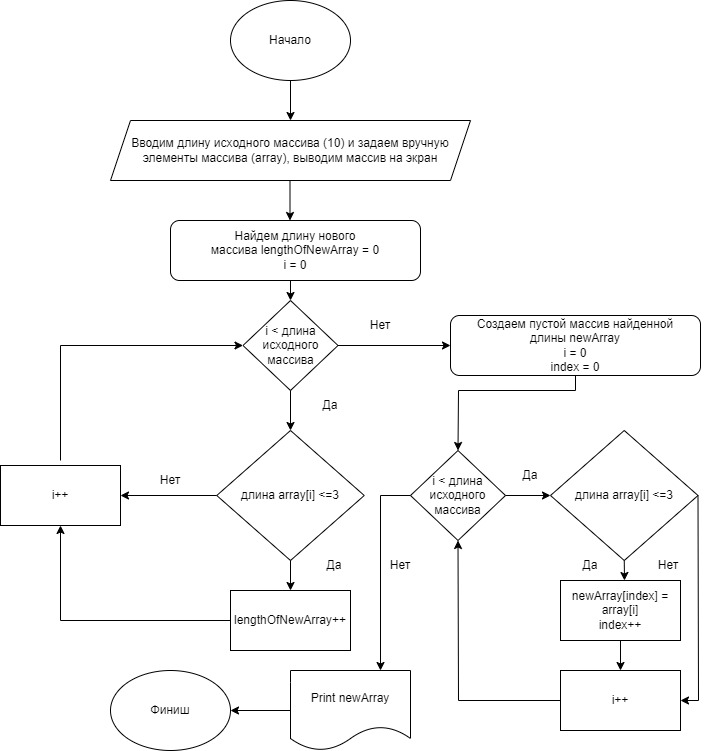 Начало
Вводим длину исходного массива (10) и задаем вручную
элементы массива (array), выводим массив на экран
Найдем длину нового
массива lengthOfNewArray = 0
i = 0
i < длина
исходного
массива
Нет
Создаем пустой массив найденной
длины newArray
i = 0
index = 0
Да
длина array[i] <=3
Нет
i++
Да
lengthOfNewArray++
i < длина
исходного
массива
Да
длина array[i] <=3
Да
Нет
newArray[index] =
array[i]
index++
i++
Нет
Print newArray
Финиш